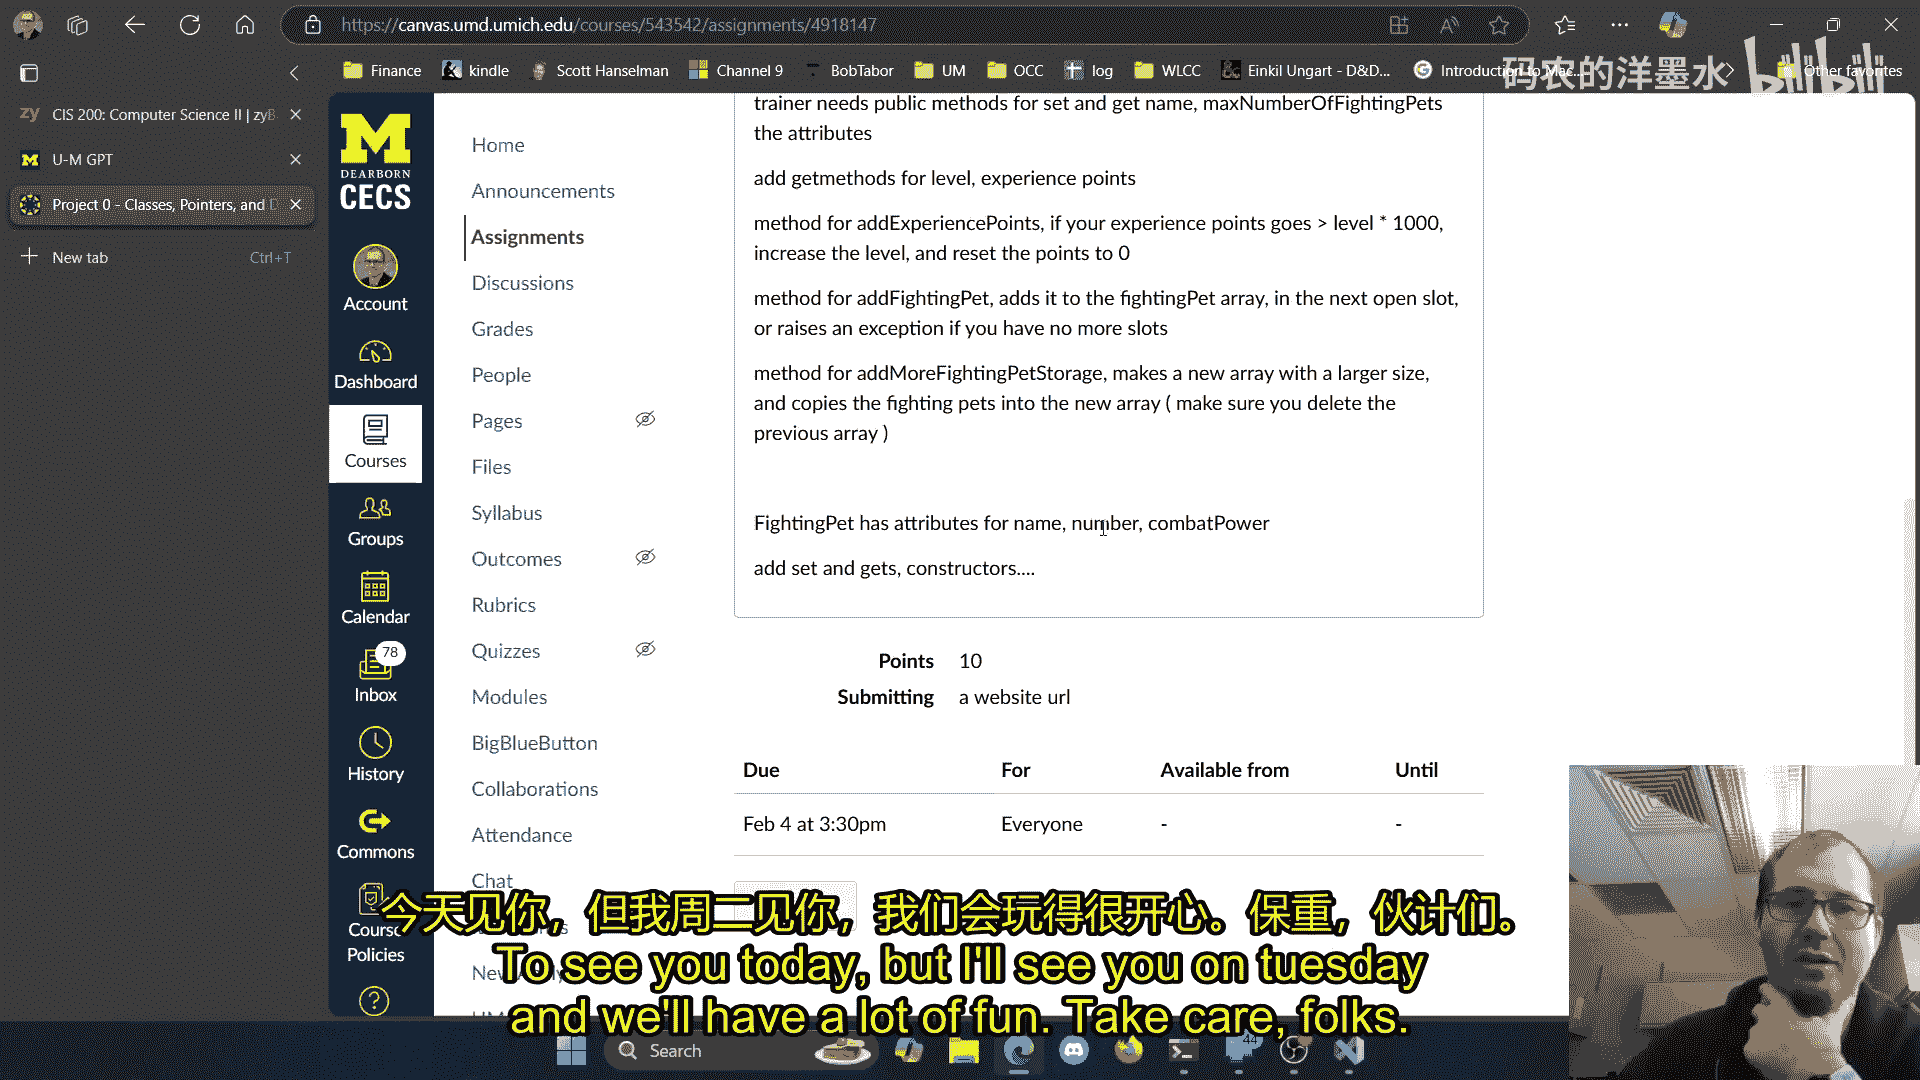 https://canvas.umd.umich.edu/courses/543542/assignments/4918147
Finance
kindle
Scott Hanselman
Channel 9
BobTabor
UM
OCC
log
WLCC
Einkil Ungart - D&D...
Introduction to Mac...
Other favorites
码农的洋墨水
bilibili
zy CIS 200: Computer Science II | zyB
U-M GPT
Project 0 - Classes, Pointers, and D
New tab Ctrl+T
M
DEARBORN
CECS
Account
Dashboard
Courses
Groups
Calendar
78
Inbox
History
Commons
Course
Policies
Home
Announcements
Assignments
Discussions
Grades
People
Pages
Files
Syllabus
Outcomes
Rubrics
Quizzes
Modules
BigBlueButton
Collaborations
Attendance
Chat
trainer needs public methods for set and get name, maxNumberOfFightingPets
the attributes
add getmethods for level, experience points
method for addExperiencePoints, if your experience points goes > level * 1000,
increase the level, and reset the points to 0
method for addFightingPet, adds it to the fightingPet array, in the next open slot,
or raises an exception if you have no more slots
method for addMoreFightingPetStorage, makes a new array with a larger size,
and copies the fighting pets into the new array ( make sure you delete the
previous array )
FightingPet has attributes for name, number, combatPower
add set and gets, constructors....
Points 10
Submitting a website url
Due For Available from Until
Feb 4 at 3:30pm Everyone - -
今天见你，但我周二见你，我们会玩得很开心。保重，伙计们。
To see you today, but I'll see you on tuesday
and we'll have a lot of fun. Take care, folks.
Search
44